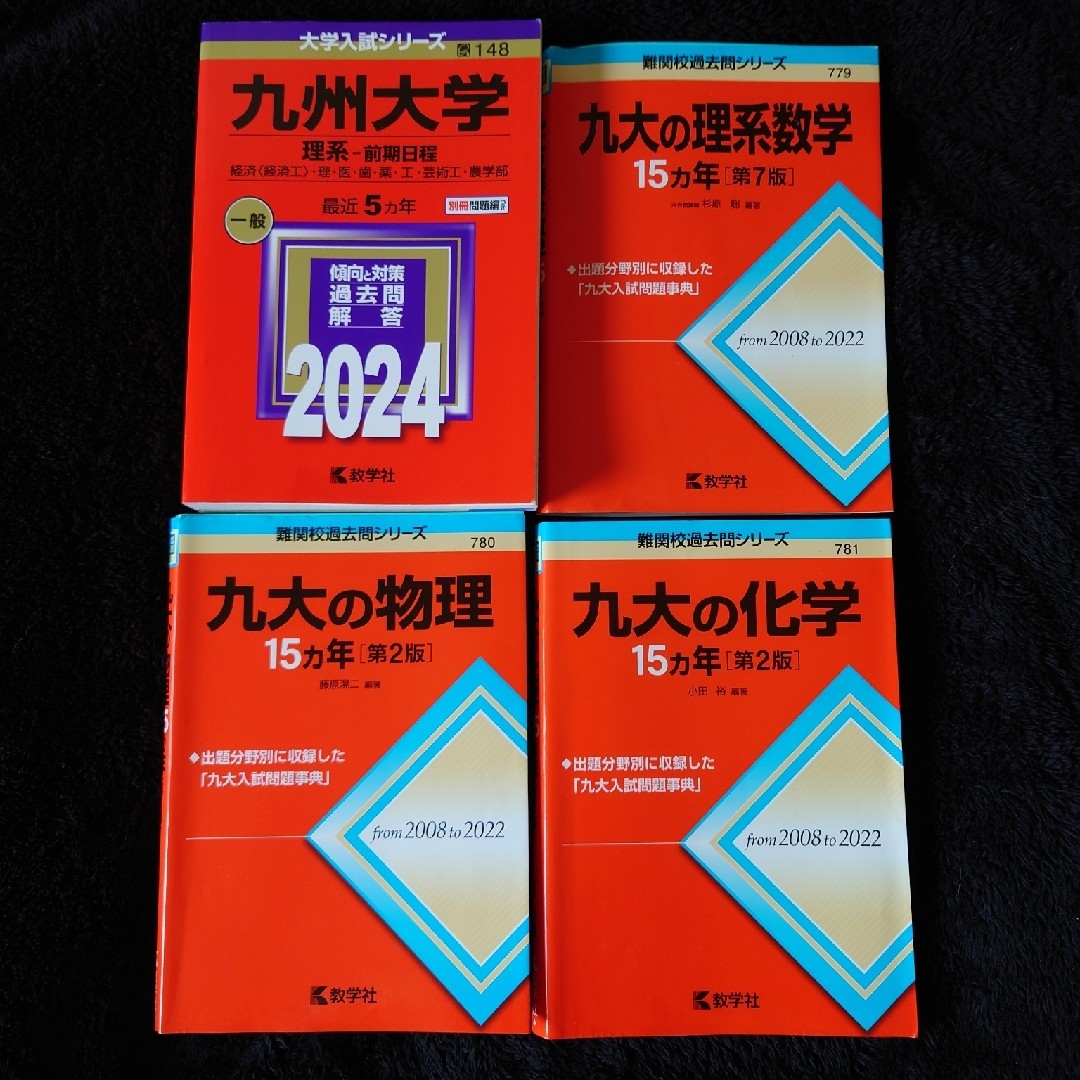 大学入試シリーズ
148
九州大学
理系-前期日程
経済〈経済工〉・理・医・歯・薬・工・芸術工・農学部
最近5カ年
別冊問題編
一般
傾向と対策
過去問
解答
2024
教学社
難関校過去問シリーズ
779
九大の理系数学
15カ年[第7版]
杉原 聡 編著
◆出題分野別に収録した
「九大入試問題事典」
from 2008 to 2022
教学社
難関校過去問シリーズ
780
九大の物理
15カ年[第2版]
藤原滉二 編著
◆出題分野別に収録した
「九大入試問題事典」
from 2008 to 2022
教学社
難関校過去問シリーズ
781
九大の化学
15カ年[第2版]
小田 裕 編著
◆出題分野別に収録した
「九大入試問題事典」
from 2008 to 2022
教学社